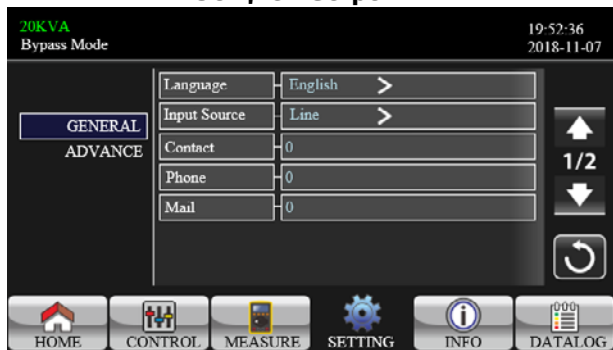 20KVA
Bypass Mode
19:52:36
2018-11-07
GENERAL
ADVANCE
Language English >
Input Source Line >
Contact 0
Phone 0
Mail 0
1/2
HOME CONTROL MEASURE SETTING INFO DATALOG